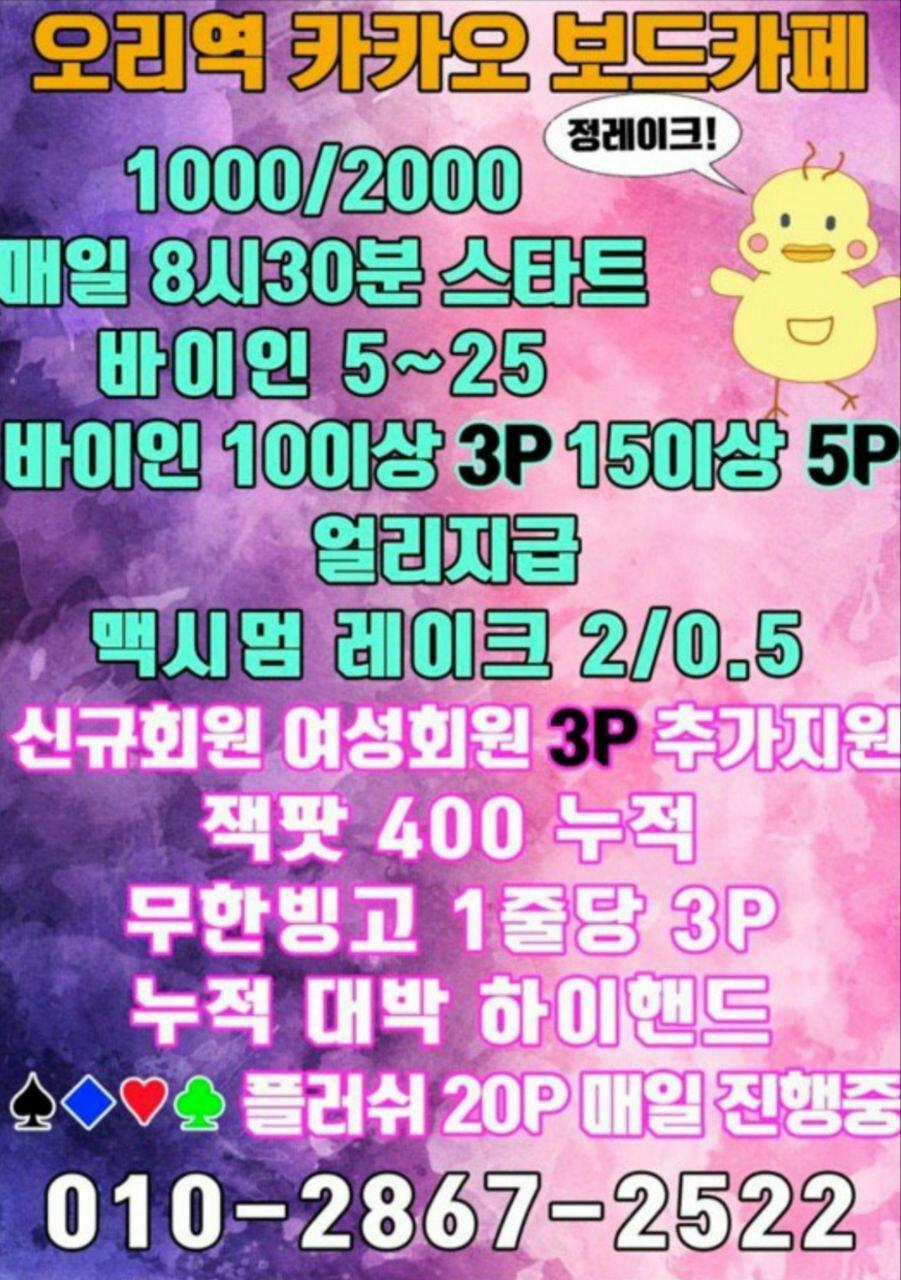 오리역 카카오 보드카페
정레이크!
1000/2000
매일 8시30분 스타트
바이인 5~25
바이인 10이상 3P 15이상 5P
얼리지급
맥시멈 레이크 2/0.5
신규회원 여성회원 3P 추가지원
잭팟 400 누적
무한빙고 1줄당 3P
누적 대박 하이핸드
♠◆♥♣ 플러쉬 20P 매일 진행중
010-2867-2522